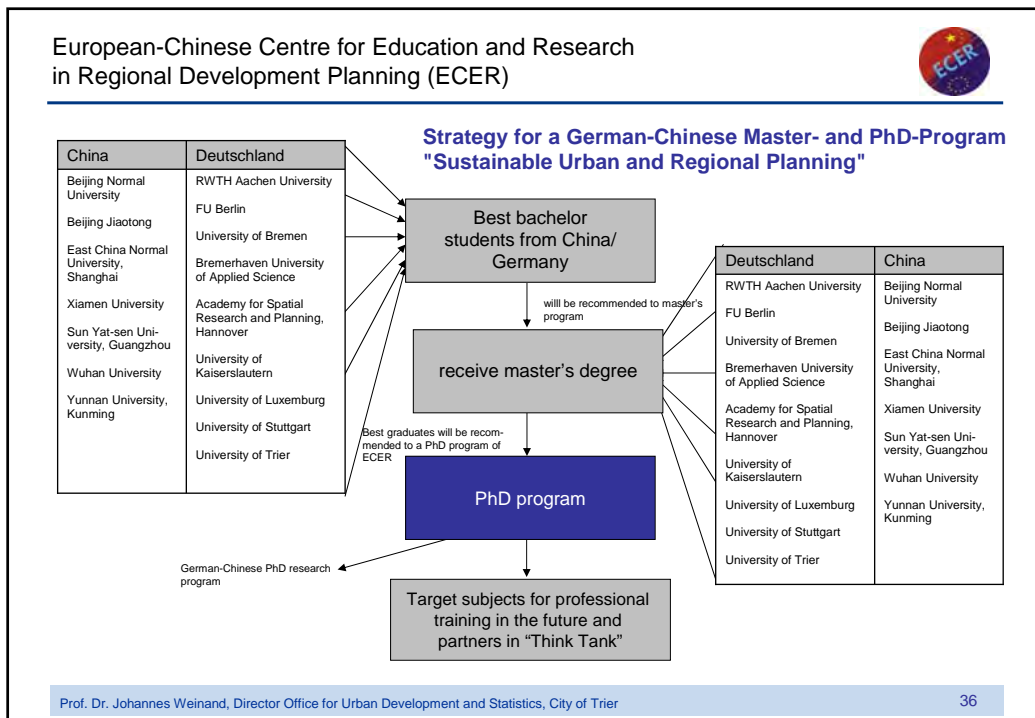 European-Chinese Centre for Education and Research
in Regional Development Planning (ECER)
ECER
Strategy for a German-Chinese Master- and PhD-Program
"Sustainable Urban and Regional Planning"
China
Beijing Normal
University
Beijing Jiaotong
East China Normal
University,
Shanghai
Xiamen University
Sun Yat-sen Uni-
versity, Guangzhou
Wuhan University
Yunnan University,
Kunming
Deutschland
RWTH Aachen University
FU Berlin
University of Bremen
Bremerhaven University
of Applied Science
Academy for Spatial
Research and Planning,
Hannover
University of
Kaiserslautern
University of Luxemburg
University of Stuttgart
University of Trier
Best bachelor
students from China/
Germany
willl be recommended to master's
program
receive master's degree
Best graduates will be recom-
mended to a PhD program of
ECER
PhD program
German-Chinese PhD research
program
Target subjects for professional
training in the future and
partners in “Think Tank”
Deutschland
RWTH Aachen University
FU Berlin
University of Bremen
Bremerhaven University
of Applied Science
Academy for Spatial
Research and Planning,
Hannover
University of
Kaiserslautern
University of Luxemburg
University of Stuttgart
University of Trier
China
Beijing Normal
University
Beijing Jiaotong
East China Normal
University,
Shanghai
Xiamen University
Sun Yat-sen Uni-
versity, Guangzhou
Wuhan University
Yunnan University,
Kunming
Prof. Dr. Johannes Weinand, Director Office for Urban Development and Statistics, City of Trier
36